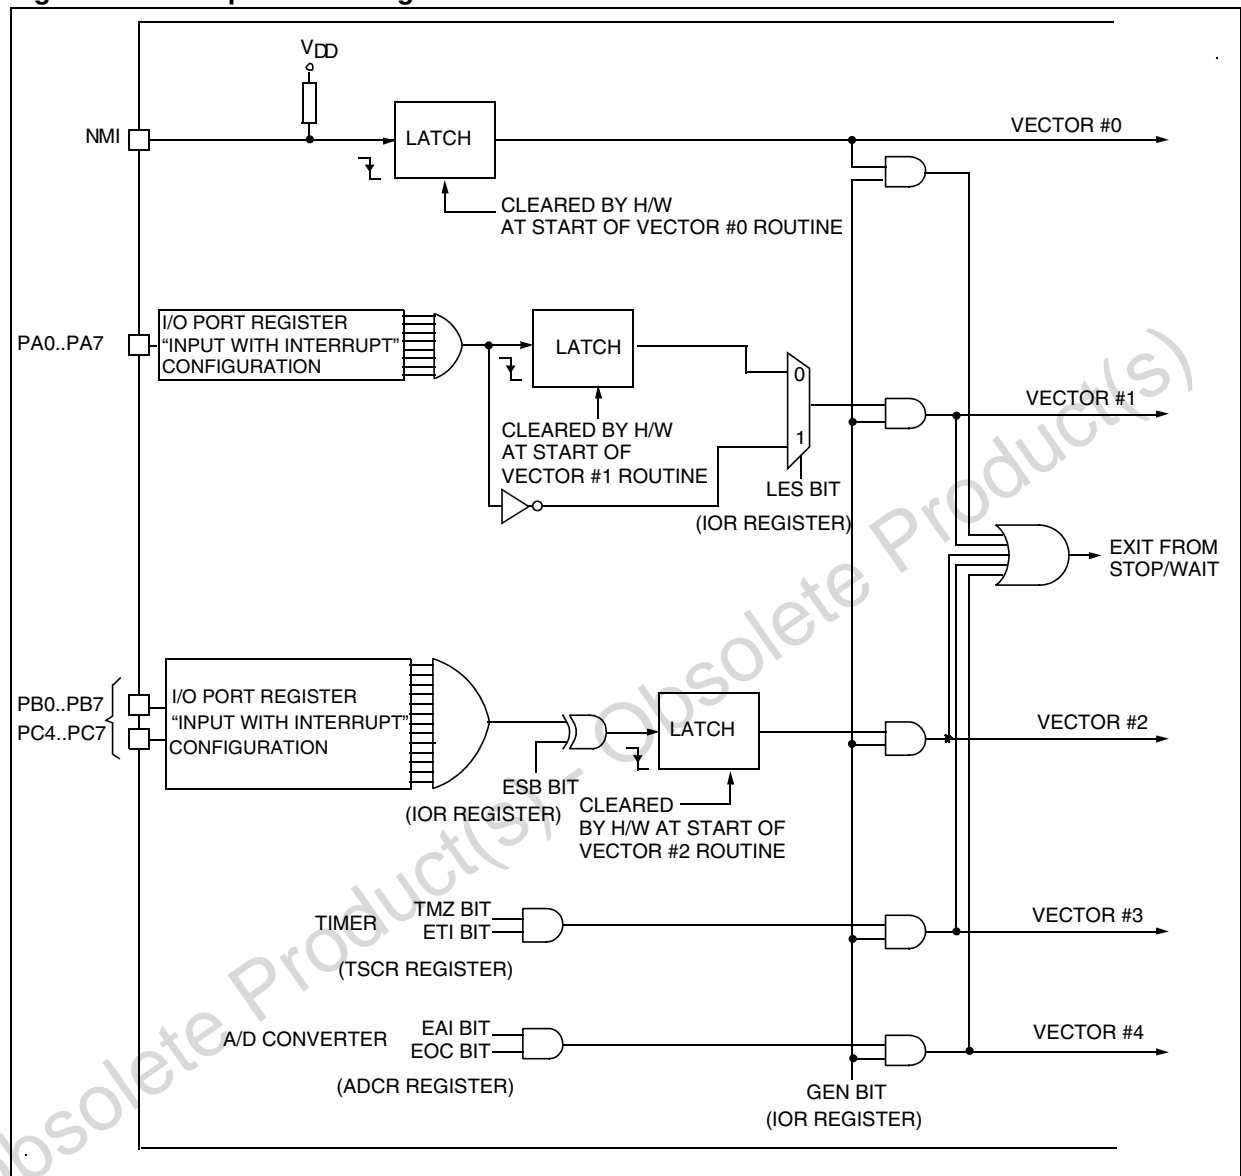 VDD
NMI
LATCH
VECTOR #0
CLEARED BY H/W
AT START OF VECTOR #0 ROUTINE
PA0..PA7
I/O PORT REGISTER
“INPUT WITH INTERRUPT”
CONFIGURATION
LATCH
0
1
VECTOR #1
CLEARED BY H/W
AT START OF
VECTOR #1 ROUTINE
LES BIT
(IOR REGISTER)
EXIT FROM
STOP/WAIT
PB0..PB7
PC4..PC7
I/O PORT REGISTER
“INPUT WITH INTERRUPT”
CONFIGURATION
LATCH
VECTOR #2
ESB BIT
(IOR REGISTER)
CLEARED
BY H/W AT START OF
VECTOR #2 ROUTINE
TIMER
TMZ BIT
ETI BIT
(TSCR REGISTER)
VECTOR #3
A/D CONVERTER
EAI BIT
EOC BIT
(ADCR REGISTER)
VECTOR #4
GEN BIT
(IOR REGISTER)
Obsolete Product(s) - Obsolete Product(s)